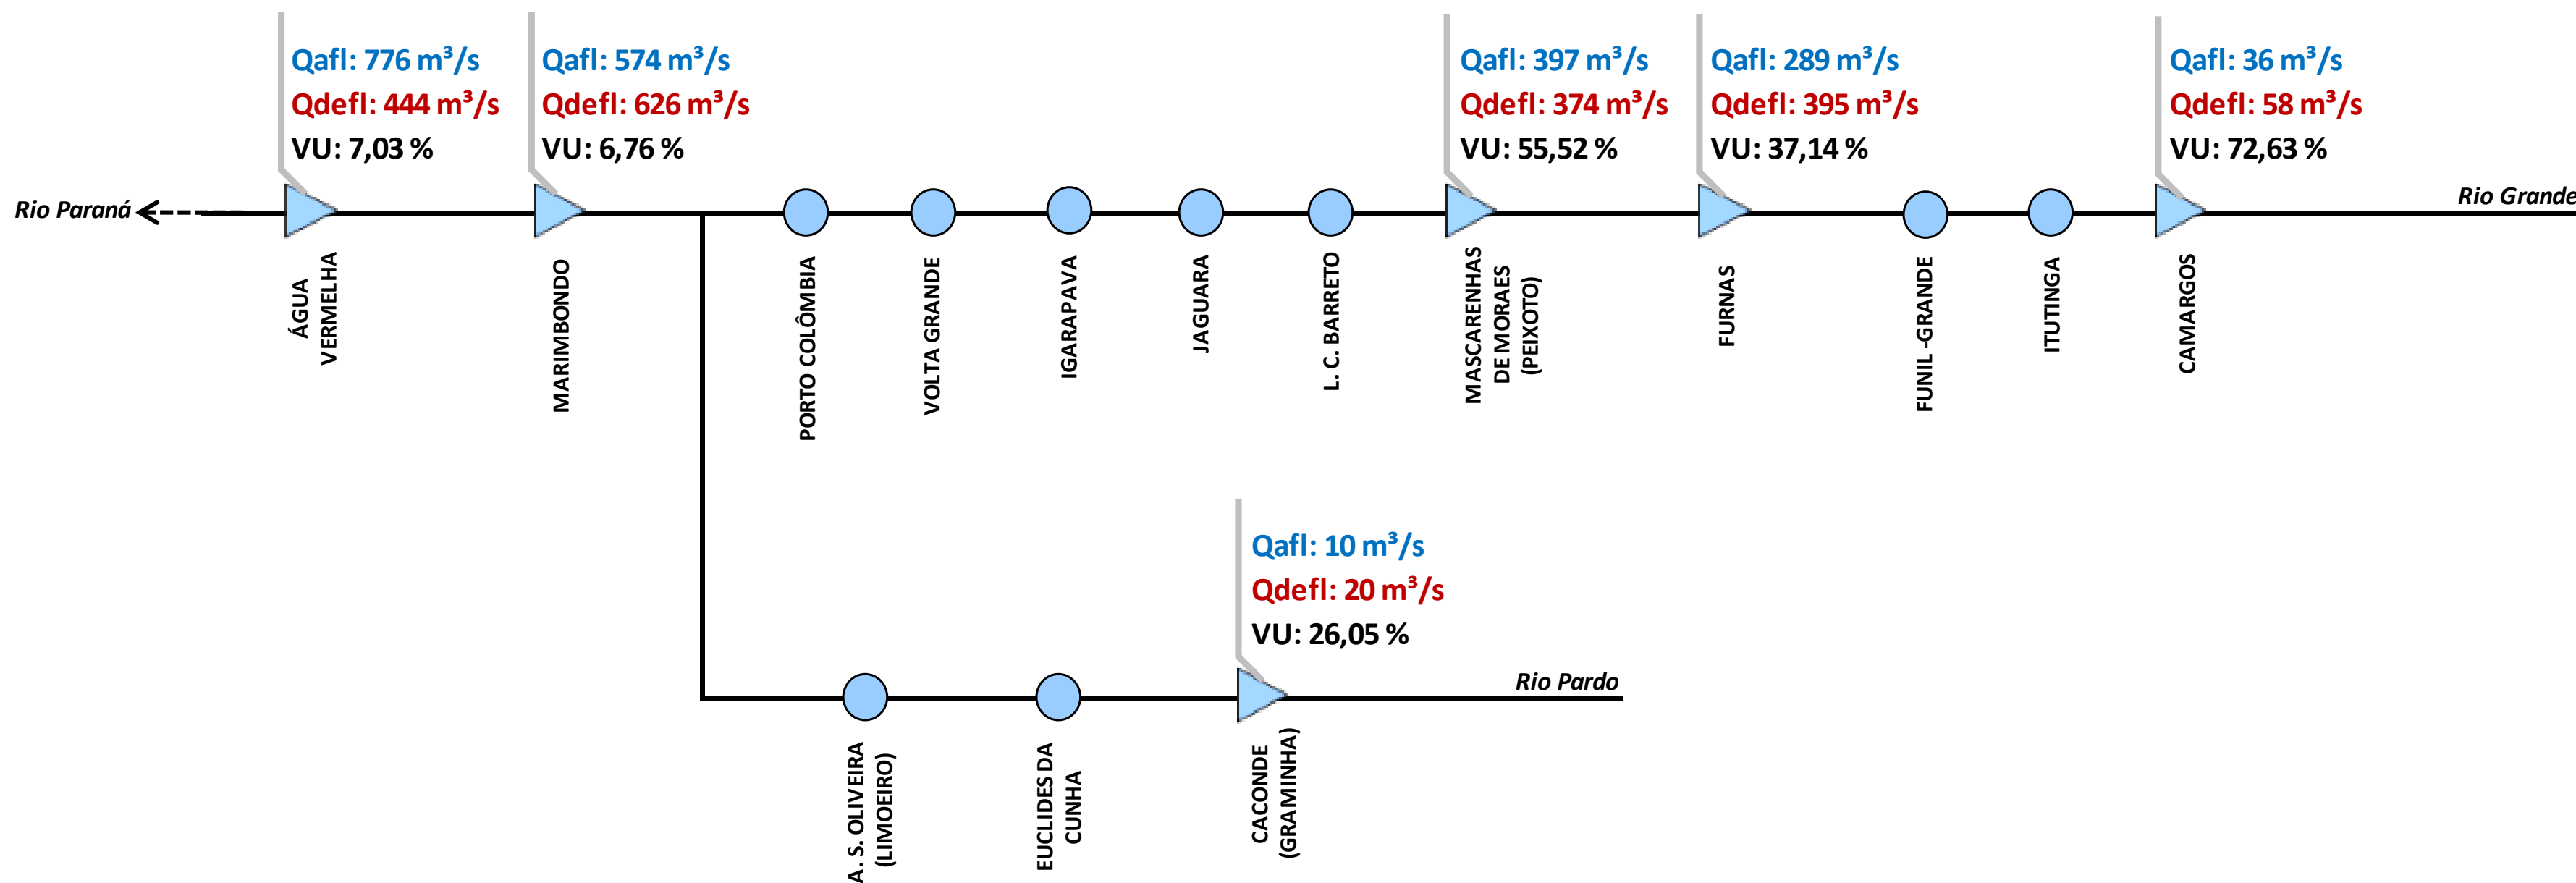 Qafl: 776 m³/s
Qdefl: 444 m³/s
VU: 7,03 %
Qafl: 574 m³/s
Qdefl: 626 m³/s
VU: 6,76 %
Qafl: 397 m³/s
Qdefl: 374 m³/s
VU: 55,52 %
Qafl: 289 m³/s
Qdefl: 395 m³/s
VU: 37,14 %
Qafl: 36 m³/s
Qdefl: 58 m³/s
VU: 72,63 %
Rio Paraná
Rio Grande
ÁGUA
VERMELHA
MARIMBONDO
PORTO COLÔMBIA
VOLTA GRANDE
IGARAPAVA
JAGUARA
L. C. BARRETO
MASCARENHAS
DE MORAES
(PEIXOTO)
FURNAS
FUNIL -GRANDE
ITUTINGA
CAMARGOS
Qafl: 10 m³/s
Qdefl: 20 m³/s
VU: 26,05 %
Rio Pardo
A. S. OLIVEIRA
(LIMOEIRO)
EUCLIDES DA
CUNHA
CACONDE
(GRAMINHA)